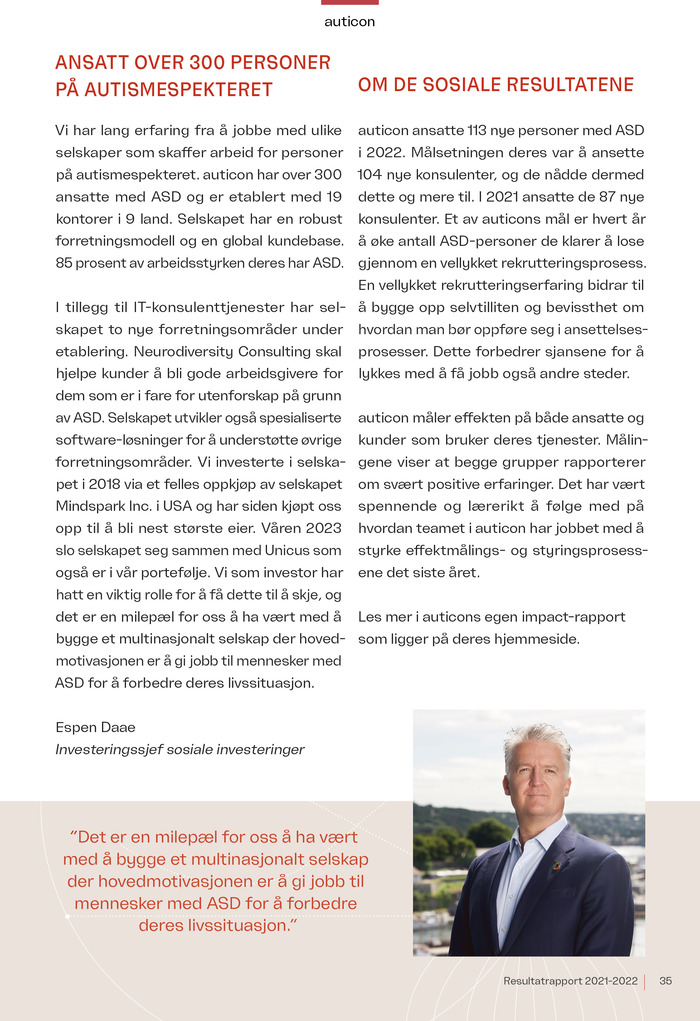 auticon
ANSATT OVER 300 PERSONER
PÅ AUTISMESPEKTERET
Vi har lang erfaring fra å jobbe med ulike
selskaper som skaffer arbeid for personer
på autismespekteret. auticon har over 300
ansatte med ASD og er etablert med 19
kontorer i 9 land. Selskapet har en robust
forretningsmodell og en global kundebase.
85 prosent av arbeidsstyrken deres har ASD.
I tillegg til IT-konsulenttjenester har sel-
skapet to nye forretningsområder under
etablering. Neurodiversity Consulting skal
hjelpe kunder å bli gode arbeidsgivere for
dem som er i fare for utenforskap på grunn
av ASD. Selskapet utvikler også spesialiserte
software-løsninger for å understøtte øvrige
forretningsområder. Vi investerte i selska-
pet i 2018 via et felles oppkjøp av selskapet
Mindspark Inc. i USA og har siden kjøpt oss
opp til å bli nest største eier. Våren 2023
slo selskapet seg sammen med Unicus som
også er i vår portefølje. Vi som investor har
hatt en viktig rolle for å få dette til å skje, og
det er en milepæl for oss å ha vært med å
bygge et multinasjonalt selskap der hoved-
motivasjonen er å gi jobb til mennesker med
ASD for å forbedre deres livssituasjon.
Espen Daae
Investeringssjef sosiale investeringer
OM DE SOSIALE RESULTATENE
auticon ansatte 113 nye personer med ASD
i 2022. Målsetningen deres var å ansette
104 nye konsulenter, og de nådde dermed
dette og mere til. I 2021 ansatte de 87 nye
konsulenter. Et av auticons mål er hvert år
å øke antall ASD-personer de klarer å lose
gjennom en vellykket rekrutteringsprosess.
En vellykket rekrutteringserfaring bidrar til
å bygge opp selvtilliten og bevissthet om
hvordan man bør oppføre seg i ansettelses-
prosesser. Dette forbedrer sjansene for å
lykkes med å få jobb også andre steder.
auticon måler effekten på både ansatte og
kunder som bruker deres tjenester. Målin-
gene viser at begge grupper rapporterer
om svært positive erfaringer. Det har vært
spennende og lærerikt å følge med på
hvordan teamet i auticon har jobbet med å
styrke effektmålings- og styringsprosess-
ene det siste året.
Les mer i auticons egen impact-rapport
som ligger på deres hjemmeside.
“Det er en milepæl for oss å ha vært
med å bygge et multinasjonalt selskap
der hovedmotivasjonen er å gi jobb til
mennesker med ASD for å forbedre
deres livssituasjon.”
Resultatrapport 2021-2022 35